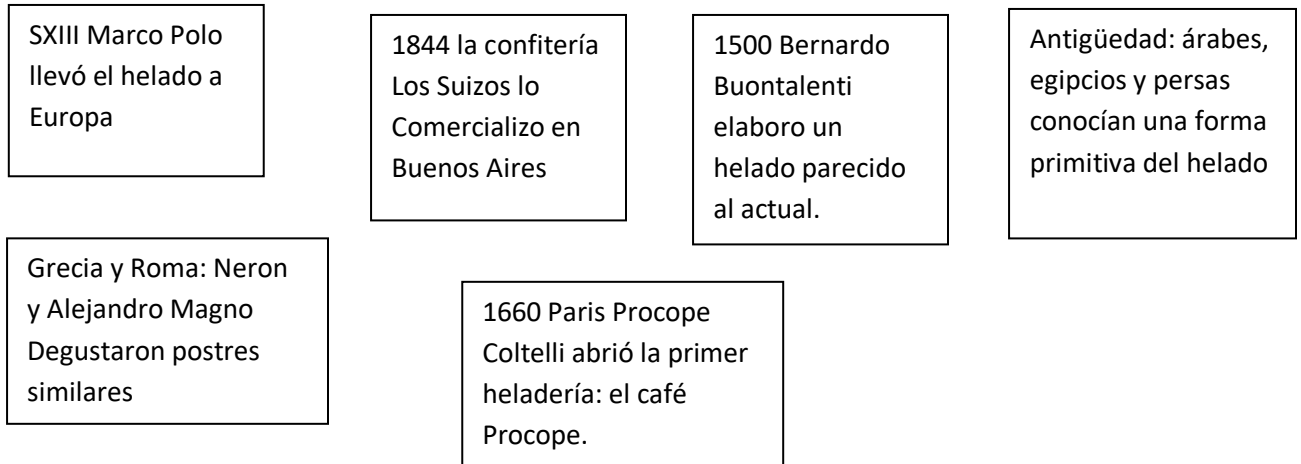 SXIII Marco Polo
llevó el helado a
Europa
1844 la confitería
Los Suizos lo
Comercializo en
Buenos Aires
1500 Bernardo
Buontalenti
elaboro un
helado parecido
al actual.
Antigüedad: árabes,
egipcios y persas
conocían una forma
primitiva del helado
Grecia y Roma: Neron
y Alejandro Magno
Degustaron postres
similares
1660 Paris Procope
Coltelli abrió la primer
heladería: el café
Procope.